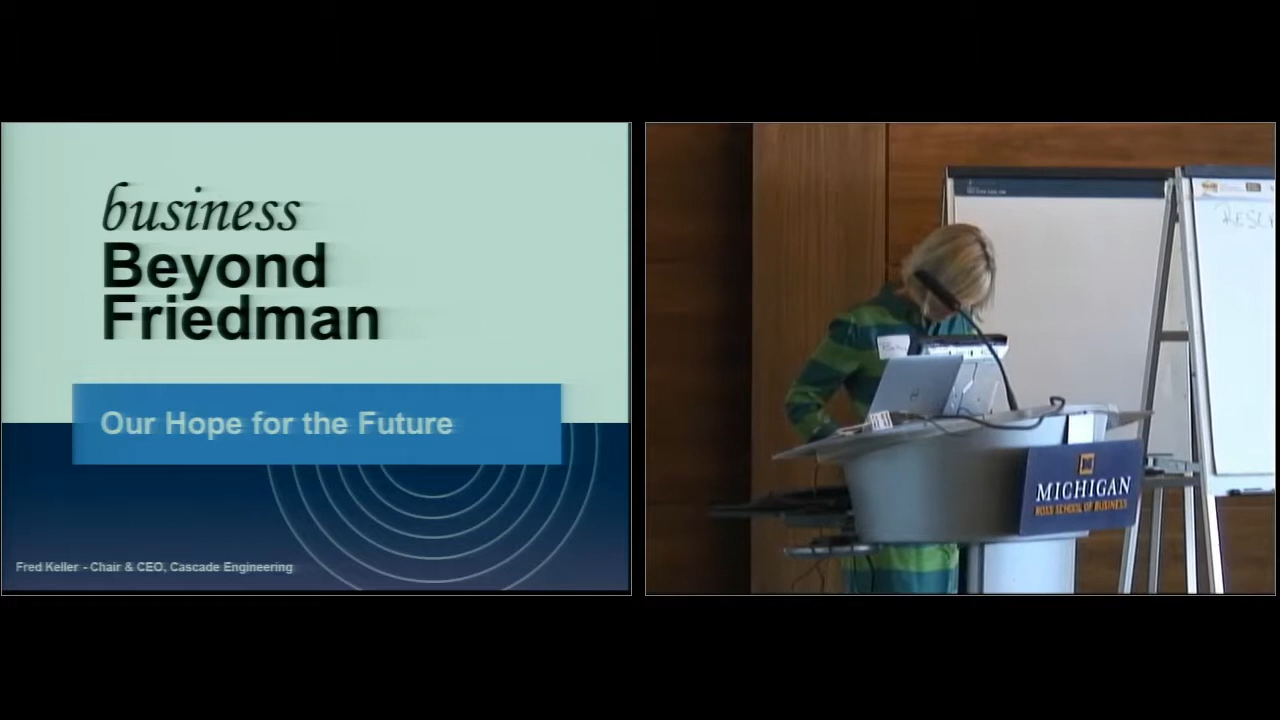 business
Beyond
Friedman
Our Hope for the Future
Fred Keller - Chair & CEO, Cascade Engineering
MICHIGAN
ROSS SCHOOL OF BUSINESS